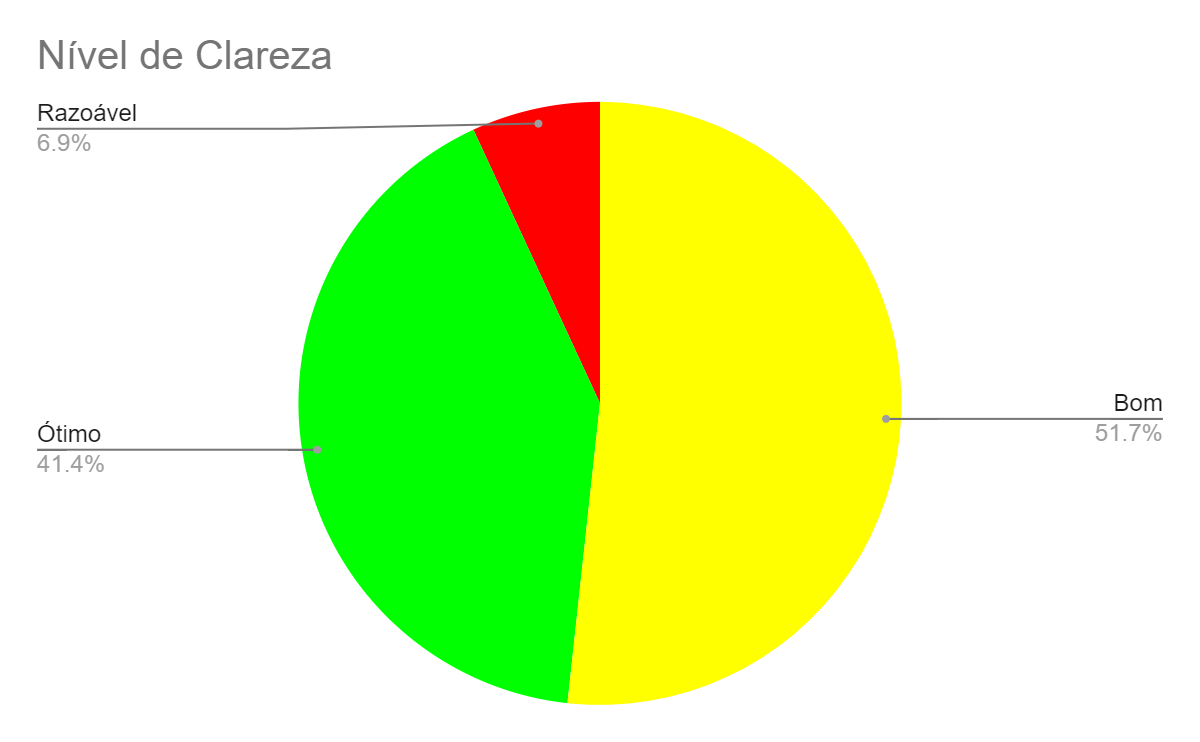 Nível de Clareza
Razoável
6.9%
Bom
51.7%
Ótimo
41.4%